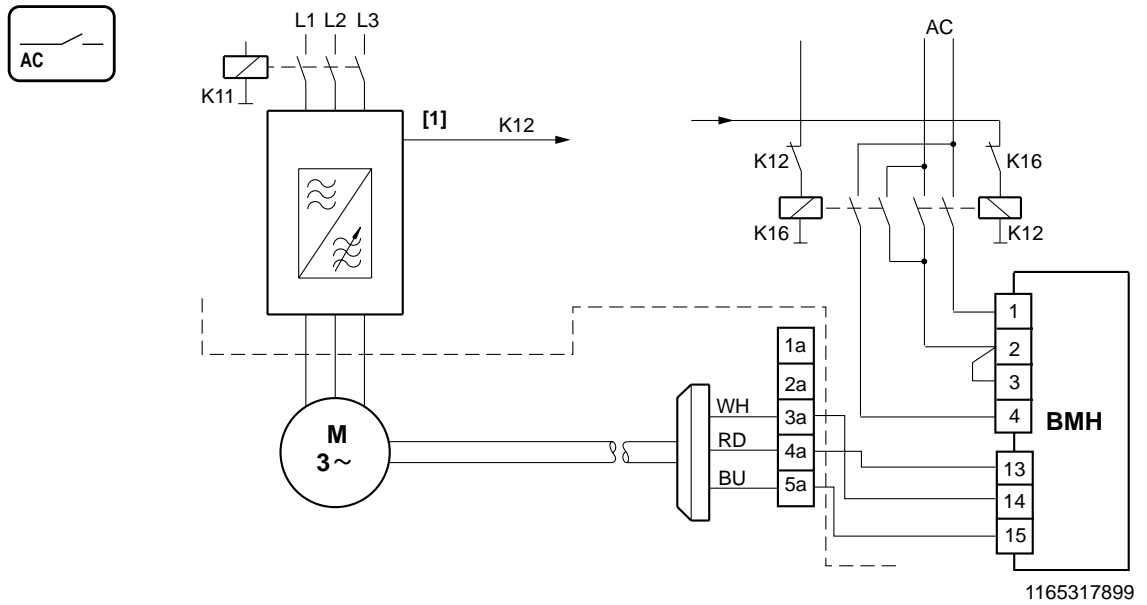 AC
L1 L2 L3
K11
[1]
K12
AC
K12
K16
K16
K12
M
3~
WH
RD
BU
1a
2a
3a
4a
5a
1
2
3
4
13
14
15
BMH
1165317899